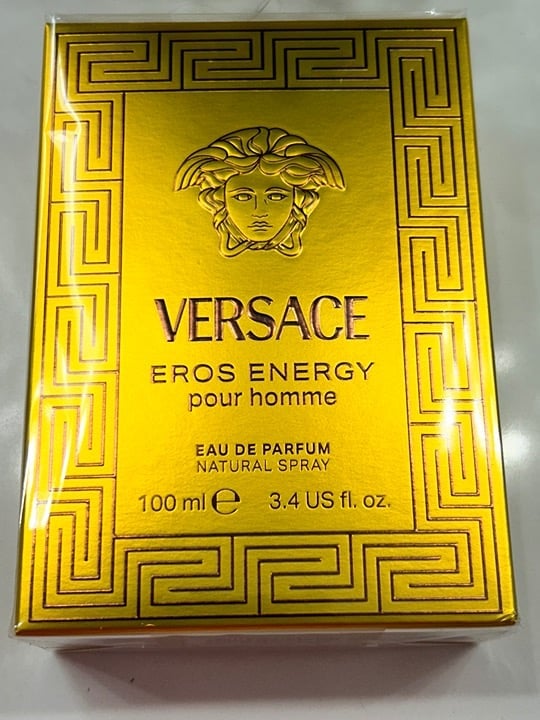 VERSACE
EROS ENERGY
pour homme
EAU DE PARFUM
NATURAL SPRAY
100 ml ℮ 3.4 US fl. oz.